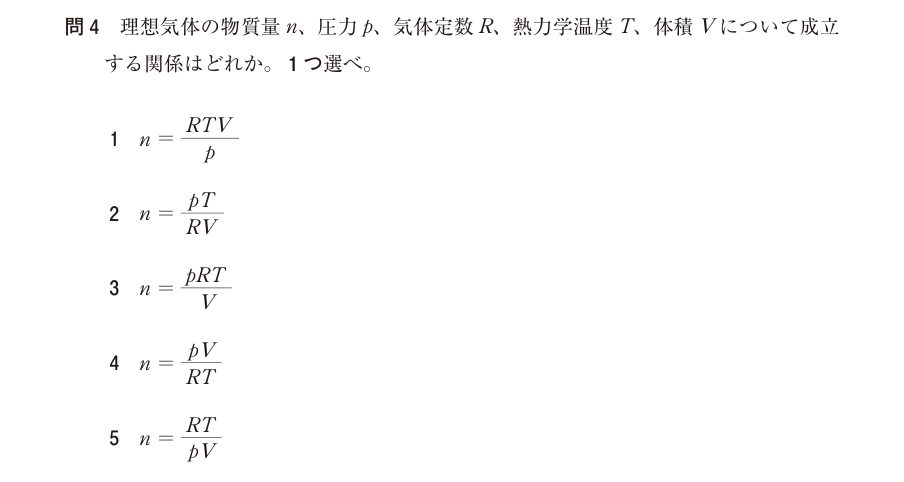 問4 理想気体の物質量 n、圧力 p、気体定数 R、熱力学温度 T、体積 V について成立
する関係はどれか。1つ選べ。
1 n = RTV/p
2 n = pT/RV
3 n = pRT/V
4 n = pV/RT
5 n = RT/pV